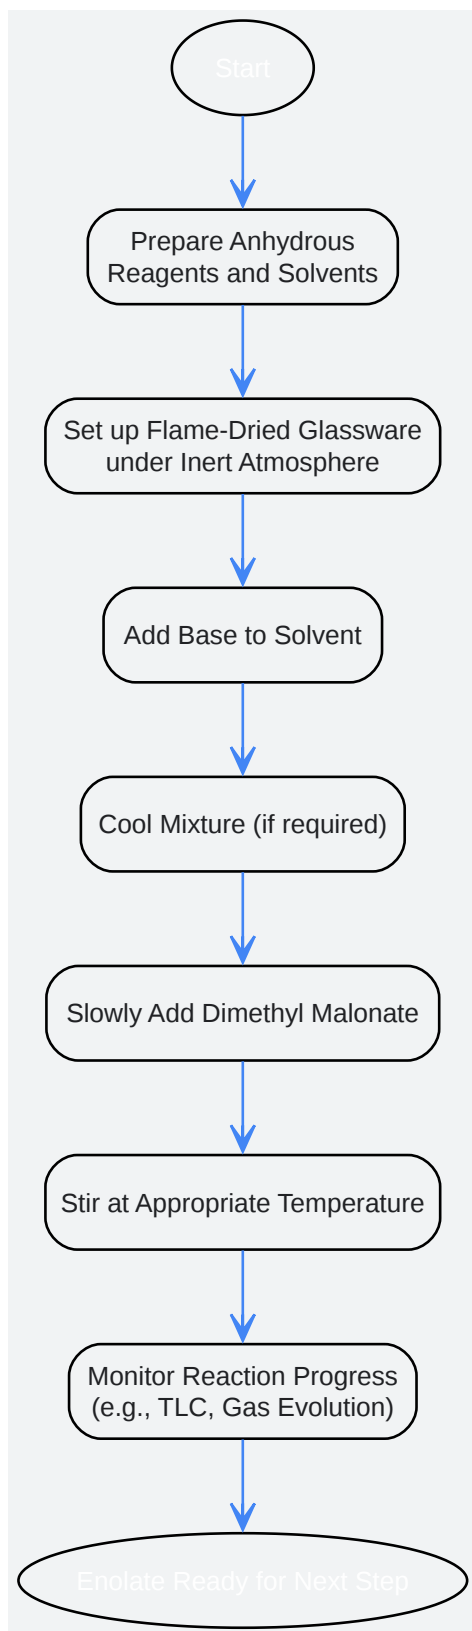 Start
Prepare Anhydrous
Reagents and Solvents
Set up Flame-Dried Glassware
under Inert Atmosphere
Add Base to Solvent
Cool Mixture (if required)
Slowly Add Dimethyl Malonate
Stir at Appropriate Temperature
Monitor Reaction Progress
(e.g., TLC, Gas Evolution)
Enolate Ready for Next Step